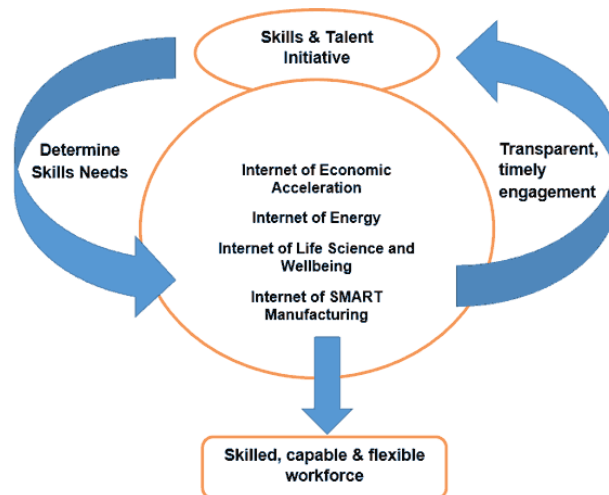 Skills & Talent
Initiative
Determine
Skills Needs
Transparent,
timely
engagement
Internet of Economic
Acceleration
Internet of Energy
Internet of Life Science and
Wellbeing
Internet of SMART
Manufacturing
Skilled, capable & flexible
workforce